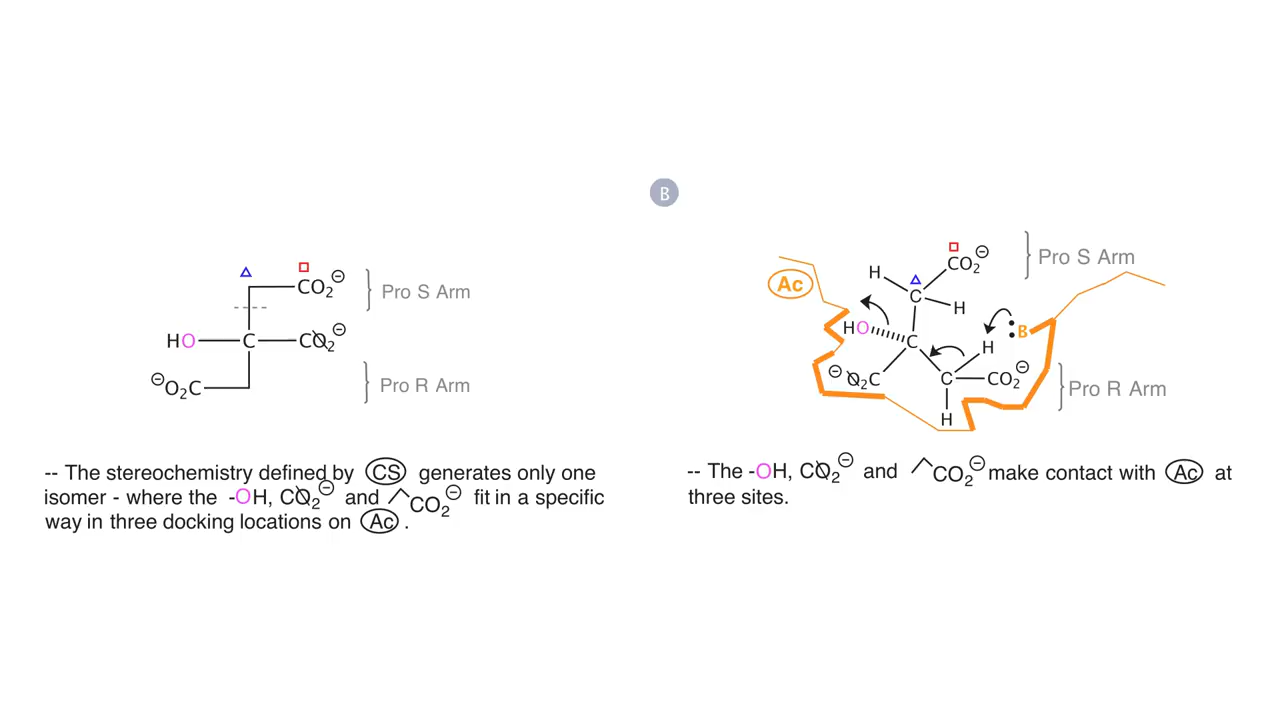 B
CO2⊖
Pro S Arm
HO C CO2⊖
⊖O2C
Pro R Arm
-- The stereochemistry defined by CS generates only one
isomer - where the -OH, CO2⊖ and CO2⊖ fit in a specific
way in three docking locations on Ac .
Ac
H CO2⊖
Pro S Arm
C H
HO C H :B
⊖O2C C CO2⊖
Pro R Arm
H
-- The -OH, CO2⊖ and CO2⊖ make contact with Ac at
three sites.